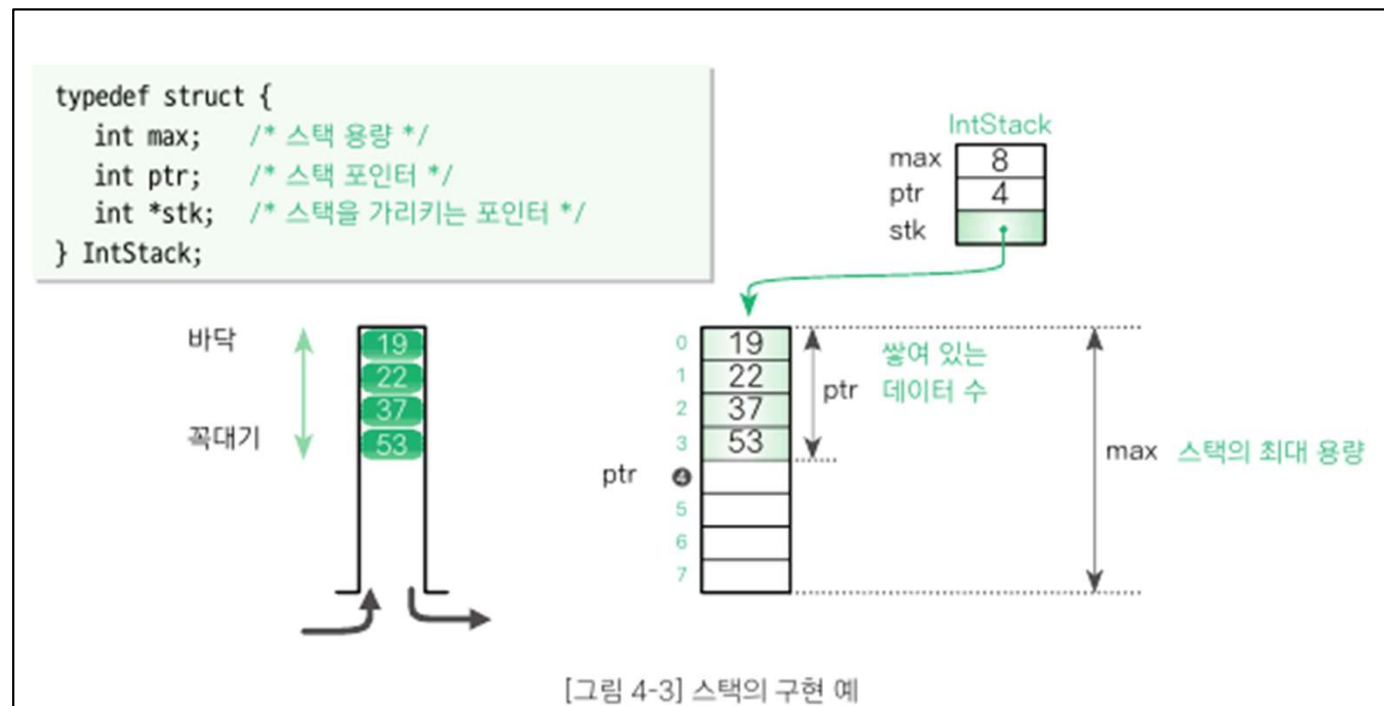 typedef struct {
int max; /* 스택 용량 */
int ptr; /* 스택 포인터 */
int *stk; /* 스택을 가리키는 포인터 */
} IntStack;
IntStack
max 8
ptr 4
stk
바닥
꼭대기
19
22
37
53
0 19
1 22
2 37
3 53
ptr 4
5
6
7
ptr 쌓여 있는
데이터 수
max 스택의 최대 용량
[그림 4-3] 스택의 구현 예